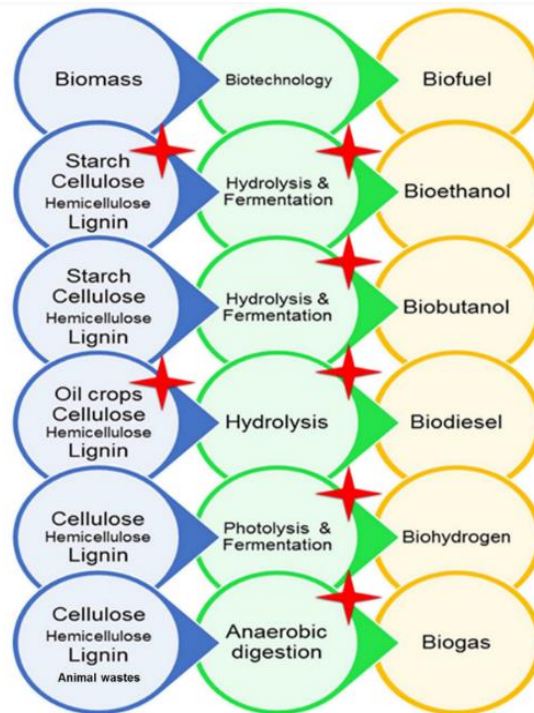 Biomass
Biotechnology
Biofuel
Starch
Cellulose
Hemicellulose
Lignin
Hydrolysis &
Fermentation
Bioethanol
Starch
Cellulose
Hemicellulose
Lignin
Hydrolysis &
Fermentation
Biobutanol
Oil crops
Cellulose
Hemicellulose
Lignin
Hydrolysis
Biodiesel
Cellulose
Hemicellulose
Lignin
Photolysis &
Fermentation
Biohydrogen
Cellulose
Hemicellulose
Lignin
Animal wastes
Anaerobic
digestion
Biogas